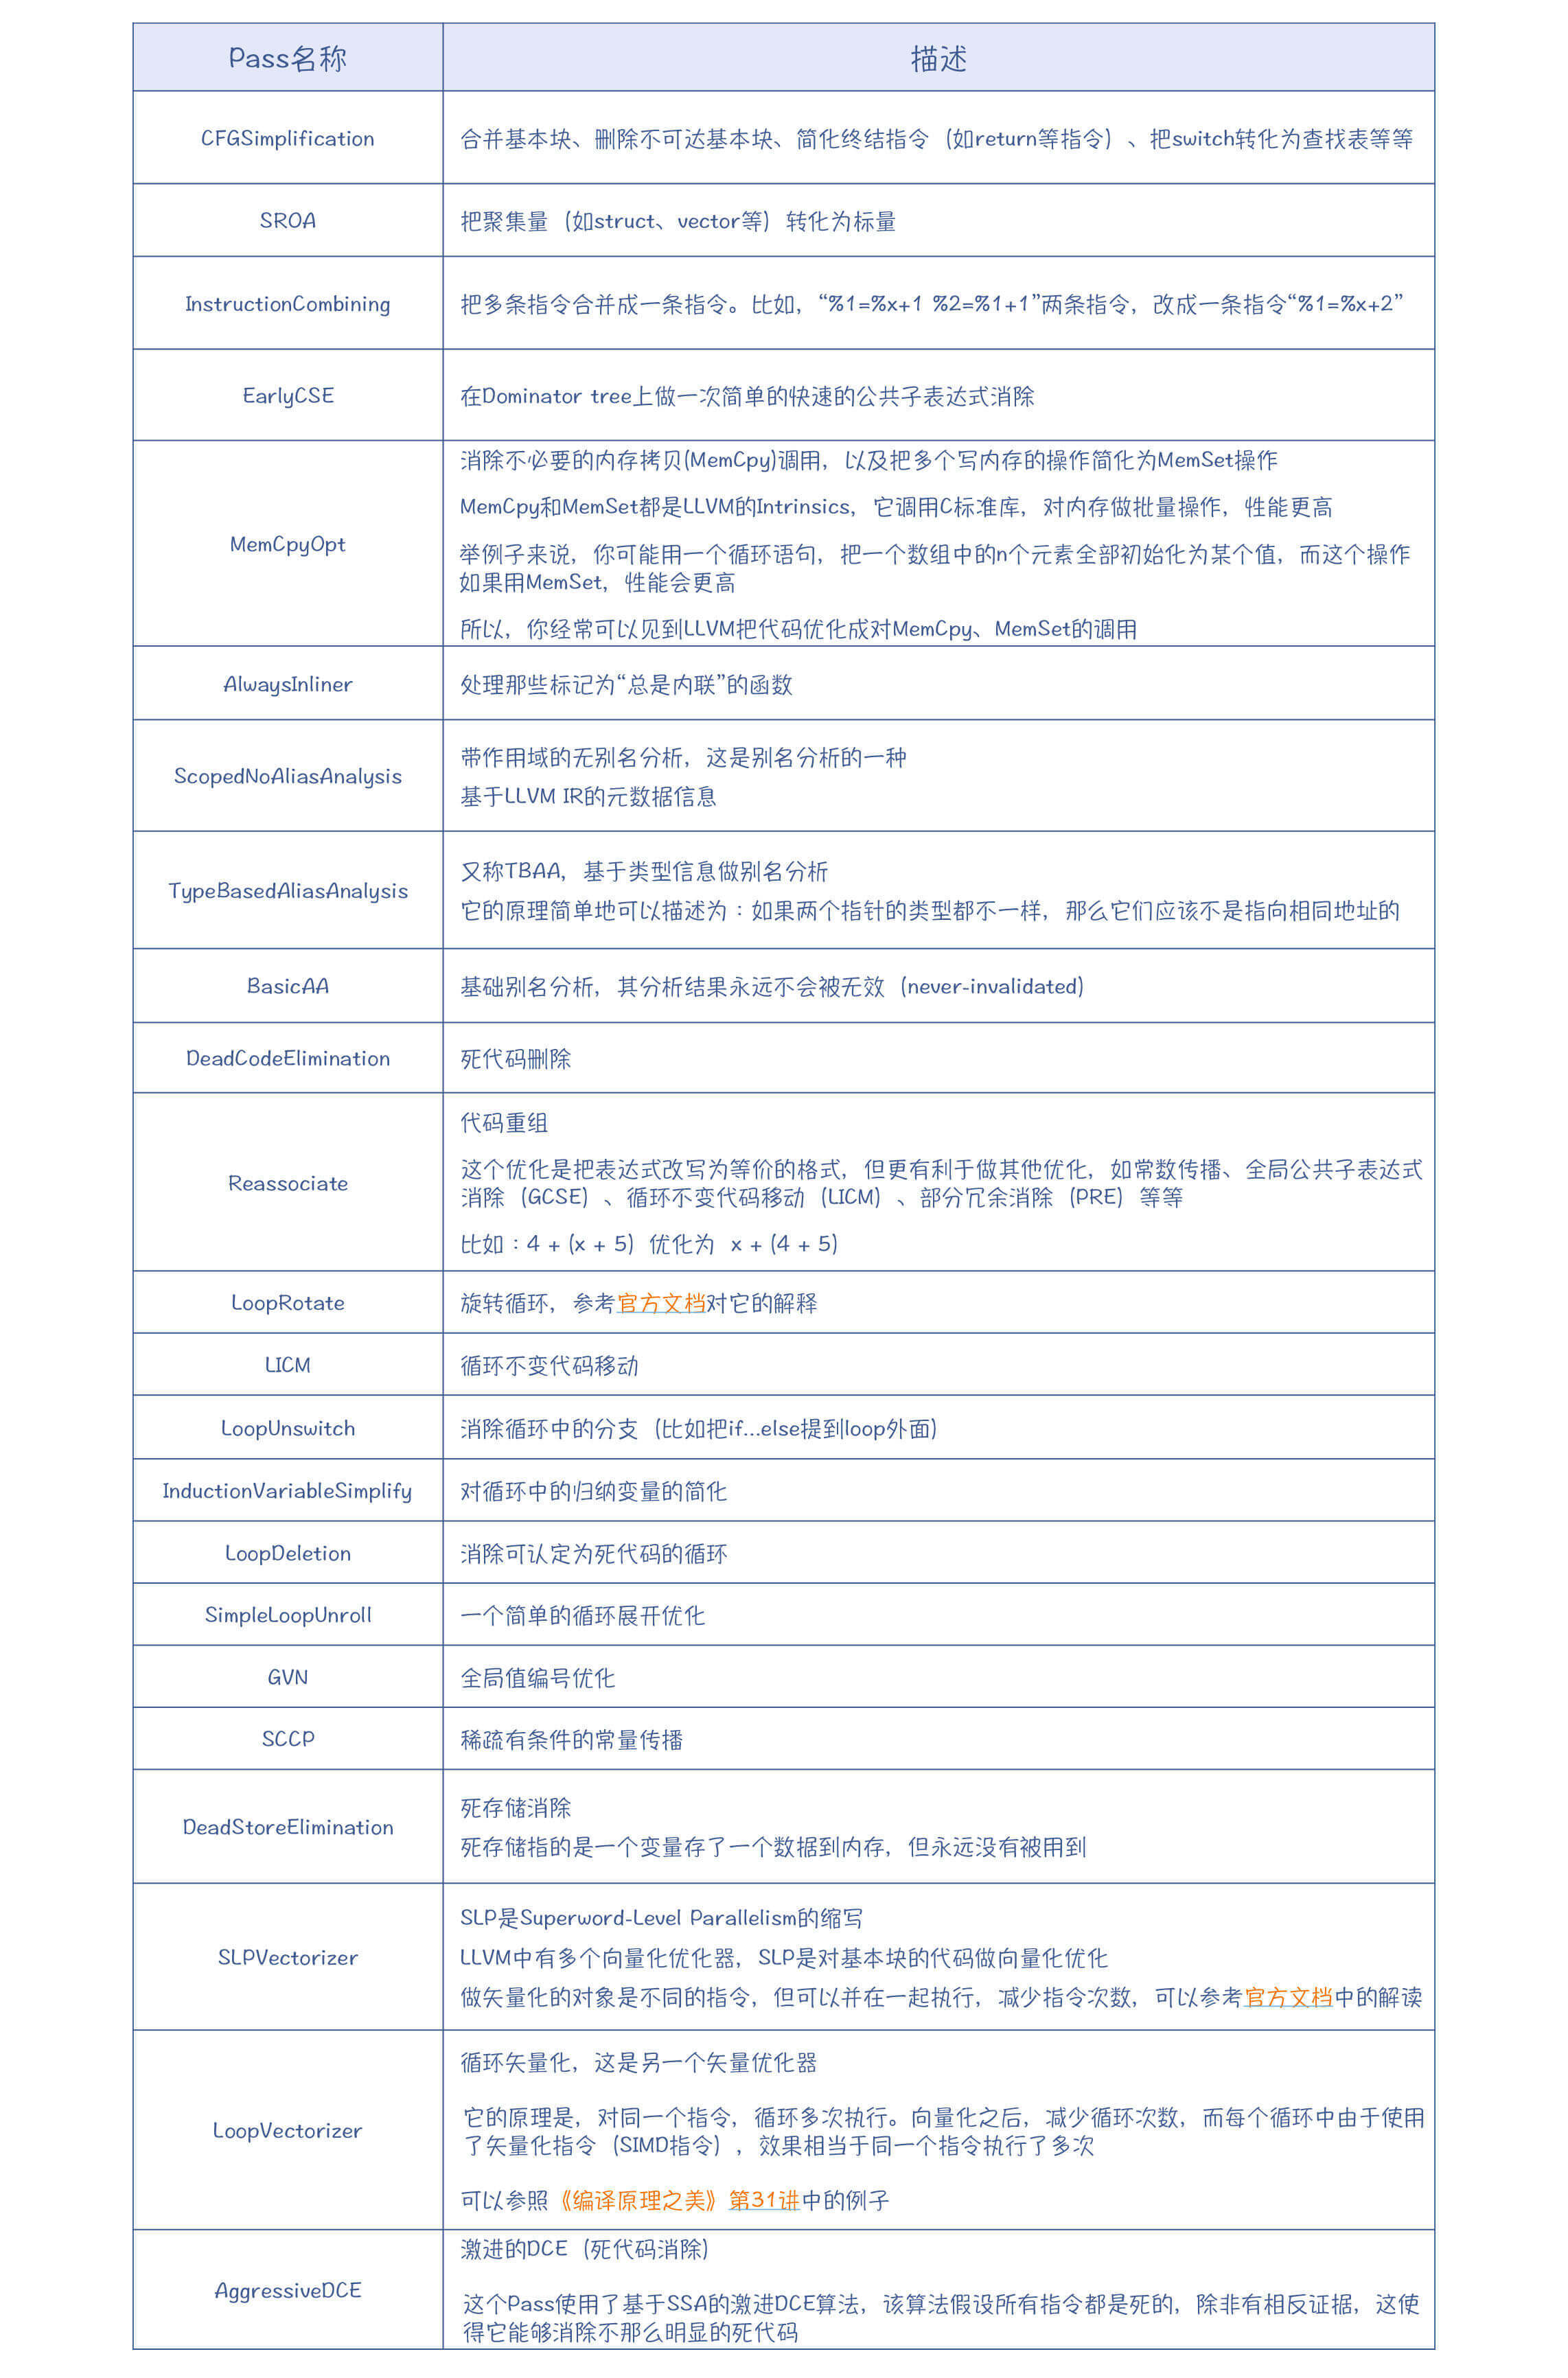 Pass名称
描述
CFGSimplification
合并基本块、删除不可达基本块、简化终结指令（如return等指令）、把switch转化为查找表等等
SROA
把聚集量（如struct、vector等）转化为标量
InstructionCombining
把多条指令合并成一条指令。比如，“%1=%x+1 %2=%1+1”两条指令，改成一条指令“%1=%x+2”
EarlyCSE
在Dominator tree上做一次简单的快速的公共子表达式消除
MemCpyOpt
消除不必要的内存拷贝(MemCpy)调用，以及把多个写内存的操作简化为MemSet操作
MemCpy和MemSet都是LLVM的Intrinsics，它调用C标准库，对内存做批量操作，性能更高
举例子来说，你可能用一个循环语句，把一个数组中的n个元素全部初始化为某个值，而这个操作
如果用MemSet，性能会更高
所以，你经常可以见到LLVM把代码优化成对MemCpy、MemSet的调用
AlwaysInliner
处理那些标记为“总是内联”的函数
ScopedNoAliasAnalysis
带作用域的无别名分析，这是别名分析的一种
基于LLVM IR的元数据信息
TypeBasedAliasAnalysis
又称TBAA，基于类型信息做别名分析
它的原理简单地可以描述为：如果两个指针的类型都不一样，那么它们应该不是指向相同地址的
BasicAA
基础别名分析，其分析结果永远不会被无效（never-invalidated）
DeadCodeElimination
死代码删除
Reassociate
代码重组
这个优化是把表达式改写为等价的格式，但更有利于做其他优化，如常数传播、全局公共子表达式
消除（GCSE）、循环不变代码移动（LICM）、部分冗余消除（PRE）等等
比如：4 + (x + 5) 优化为 x + (4 + 5)
LoopRotate
旋转循环，参考官方文档对它的解释
LICM
循环不变代码移动
LoopUnswitch
消除循环中的分支（比如把if...else提到loop外面）
InductionVariableSimplify
对循环中的归纳变量的简化
LoopDeletion
消除可认定为死代码的循环
SimpleLoopUnroll
一个简单的循环展开优化
GVN
全局值编号优化
SCCP
稀疏有条件的常量传播
DeadStoreElimination
死存储消除
死存储指的是一个变量存了一个数据到内存，但永远没有被用到
SLPVectorizer
SLP是Superword-Level Parallelism的缩写
LLVM中有多个向量化优化器，SLP是对基本块的代码做向量化优化
做矢量化的对象是不同的指令，但可以并在一起执行，减少指令次数，可以参考官方文档中的解读
LoopVectorizer
循环矢量化，这是另一个矢量优化器
它的原理是，对同一个指令，循环多次执行。向量化之后，减少循环次数，而每个循环中由于使用
了矢量化指令（SIMD指令），效果相当于同一个指令执行了多次
可以参照《编译原理之美》第31讲中的例子
AggressiveDCE
激进的DCE（死代码消除）
这个Pass使用了基于SSA的激进DCE算法，该算法假设所有指令都是死的，除非有相反证据，这使
得它能够消除不那么明显的死代码